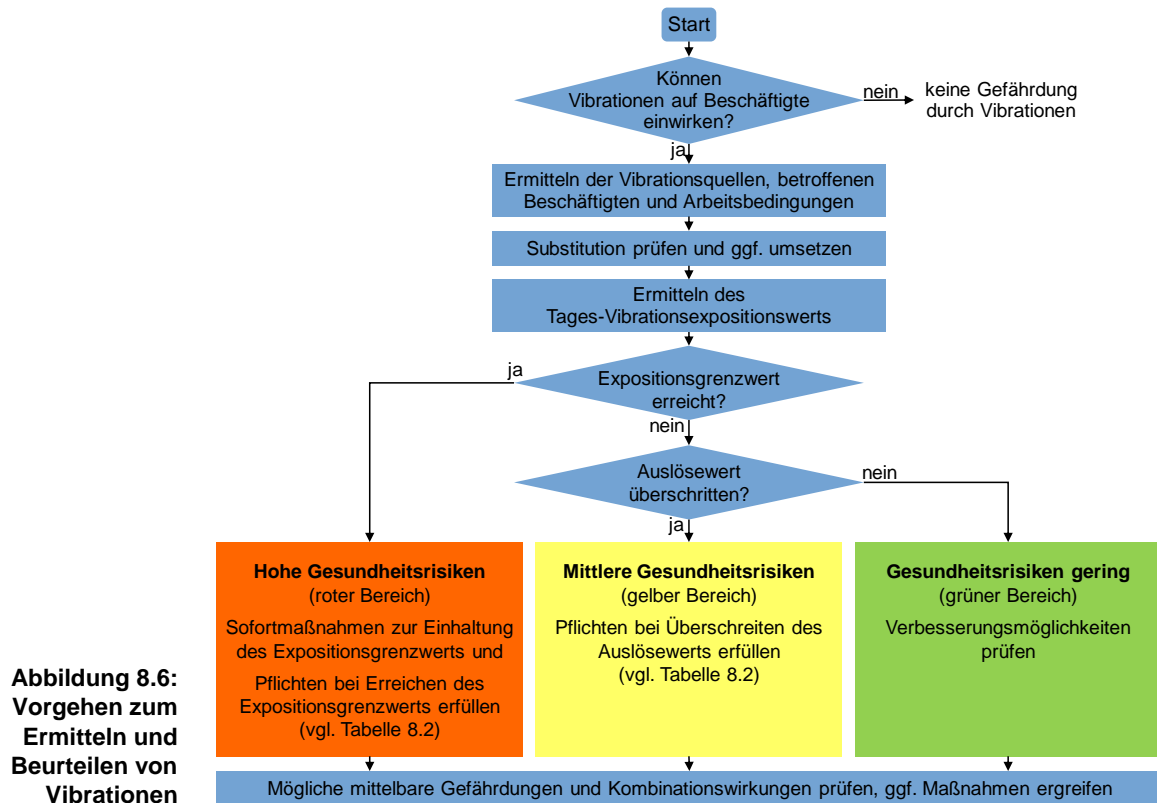 Start
Können
Vibrationen auf Beschäftigte
einwirken?
nein
keine Gefährdung
durch Vibrationen
ja
Ermitteln der Vibrationsquellen, betroffenen
Beschäftigten und Arbeitsbedingungen
Substitution prüfen und ggf. umsetzen
Ermitteln des
Tages-Vibrationsexpositionswerts
ja
Expositionsgrenzwert
erreicht?
nein
Auslösewert
überschritten?
nein
ja
Hohe Gesundheitsrisiken
(roter Bereich)
Sofortmaßnahmen zur Einhaltung
des Expositionsgrenzwerts und
Pflichten bei Erreichen des
Expositionsgrenzwerts erfüllen
(vgl. Tabelle 8.2)
Mittlere Gesundheitsrisiken
(gelber Bereich)
Pflichten bei Überschreiten des
Auslösewerts erfüllen
(vgl. Tabelle 8.2)
Gesundheitsrisiken gering
(grüner Bereich)
Verbesserungsmöglichkeiten
prüfen
Mögliche mittelbare Gefährdungen und Kombinationswirkungen prüfen, ggf. Maßnahmen ergreifen
Abbildung 8.6:
Vorgehen zum
Ermitteln und
Beurteilen von
Vibrationen